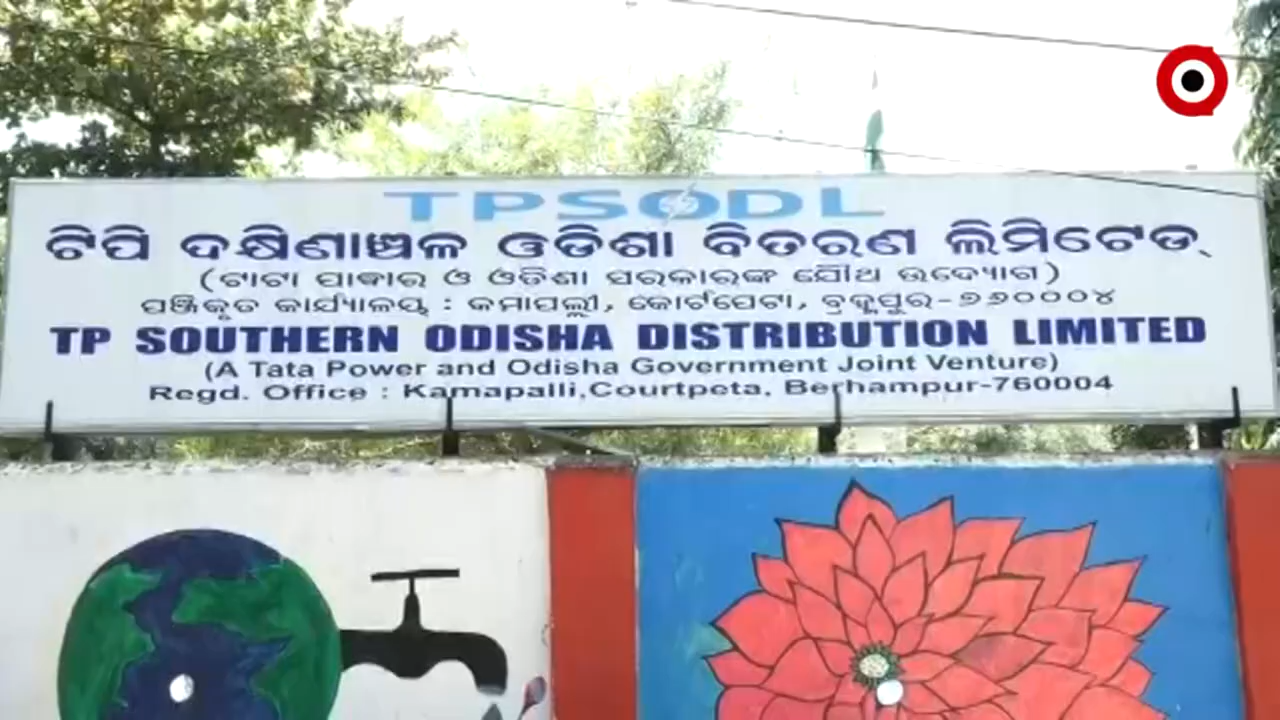 TPSODL
ଟିପି ଦକ୍ଷିଣାଞ୍ଚଳ ଓଡିଶା ବିତରଣ ଲିମିଟେଡ୍
(ଟାଟା ପାୱାର ଓ ଓଡିଶା ସରକାରଙ୍କ ଯୌଥ ଉଦ୍ୟୋଗ)
ପଞ୍ଜିକୃତ କାର୍ଯ୍ୟାଳୟ : କମାପଲ୍ଲୀ, କୋର୍ଟପେଟା, ବ୍ରହ୍ମପୁର-୭୬୦୦୦୪
TP SOUTHERN ODISHA DISTRIBUTION LIMITED
(A Tata Power and Odisha Government Joint Venture)
Regd. Office : Kamapalli,Courtpeta, Berhampur-760004